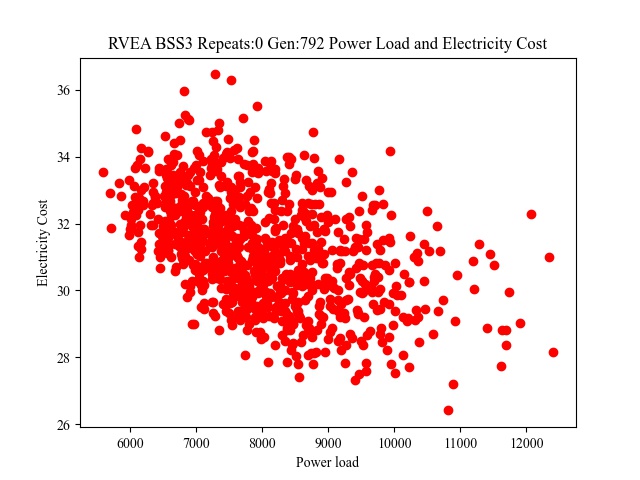 RVEA BSS3 Repeats:0 Gen:792 Power Load and Electricity Cost
36
34
32
30
28
26
Electricity Cost
6000 7000 8000 9000 10000 11000 12000
Power load